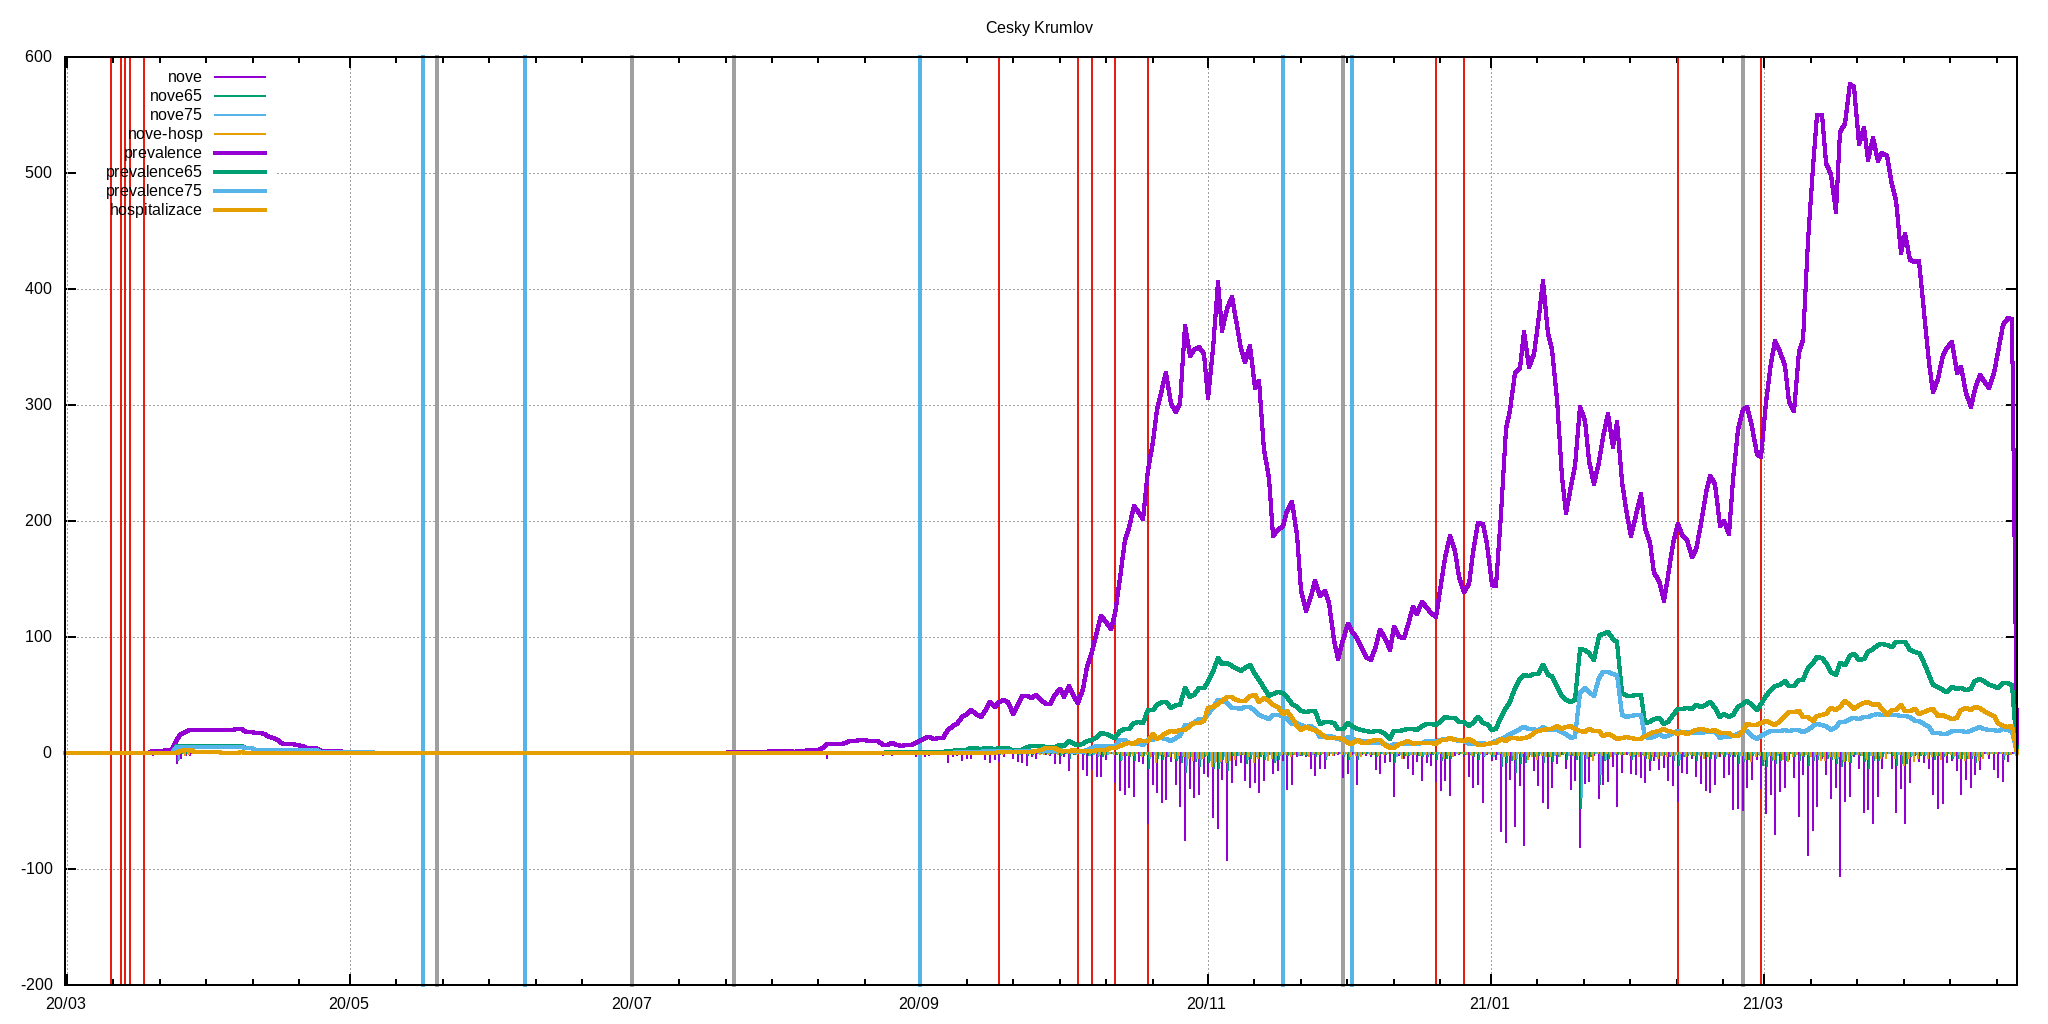 Cesky Krumlov
600
500
400
300
200
100
0
-100
-200
nove
nove65
nove75
nove-hosp
prevalence
prevalence65
prevalence75
hospitalizace
20/03 20/05 20/07 20/09 20/11 21/01 21/03